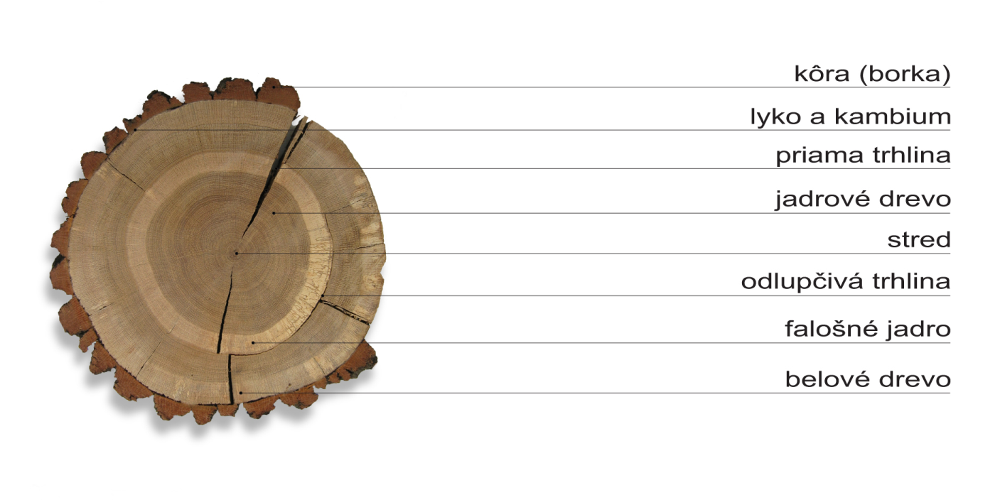 kôra (borka)
lyko a kambium
priama trhlina
jadrové drevo
stred
odlupčivá trhlina
falošné jadro
belové drevo